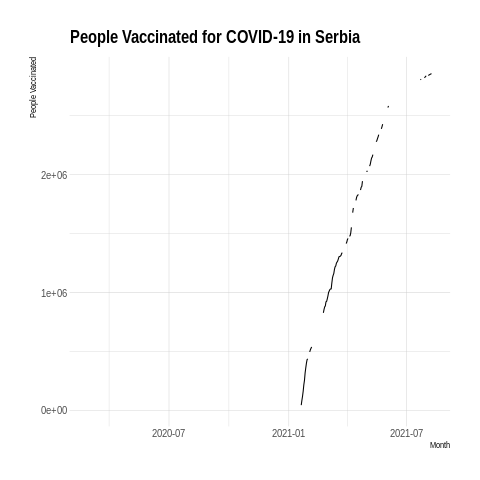 People Vaccinated for COVID-19 in Serbia
People Vaccinated
2e+06
1e+06
0e+00
2020-07 2021-01 2021-07
Month